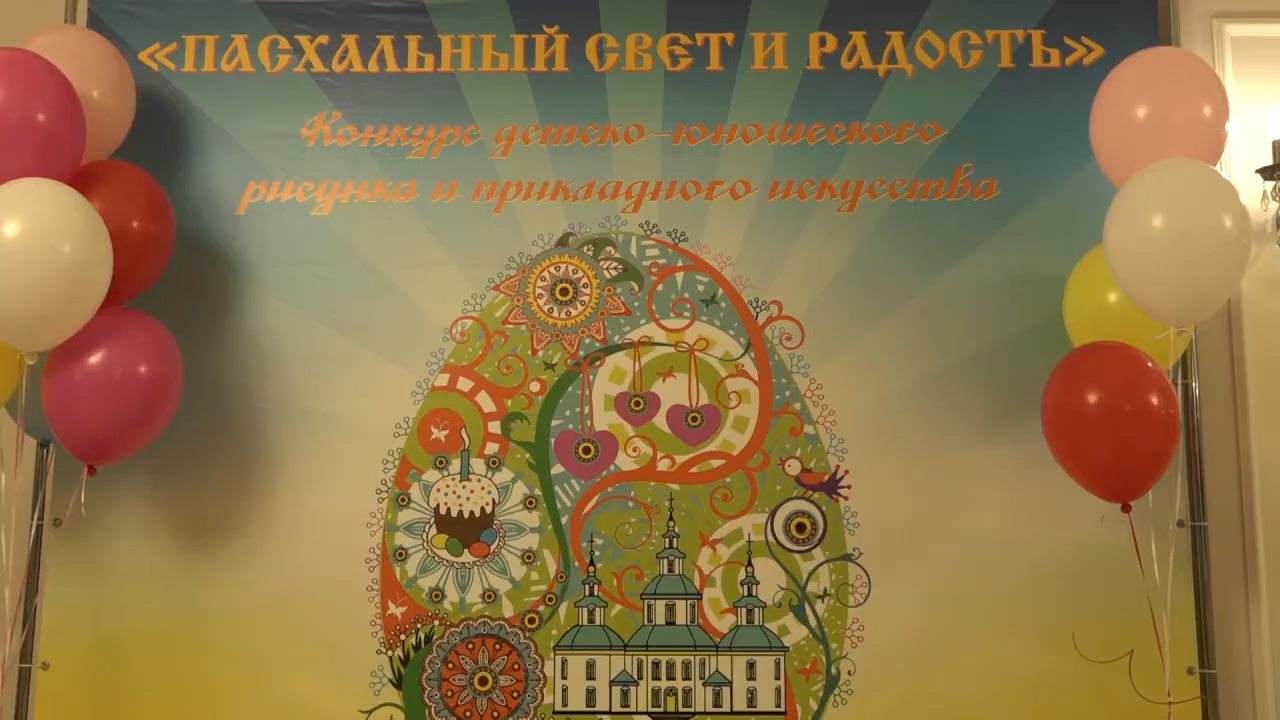 «ПАСХАЛЬНЫЙ СВЕТ И РАДОСТЬ»
Конкурс детско-юношеского
рисунка и прикладного искусства